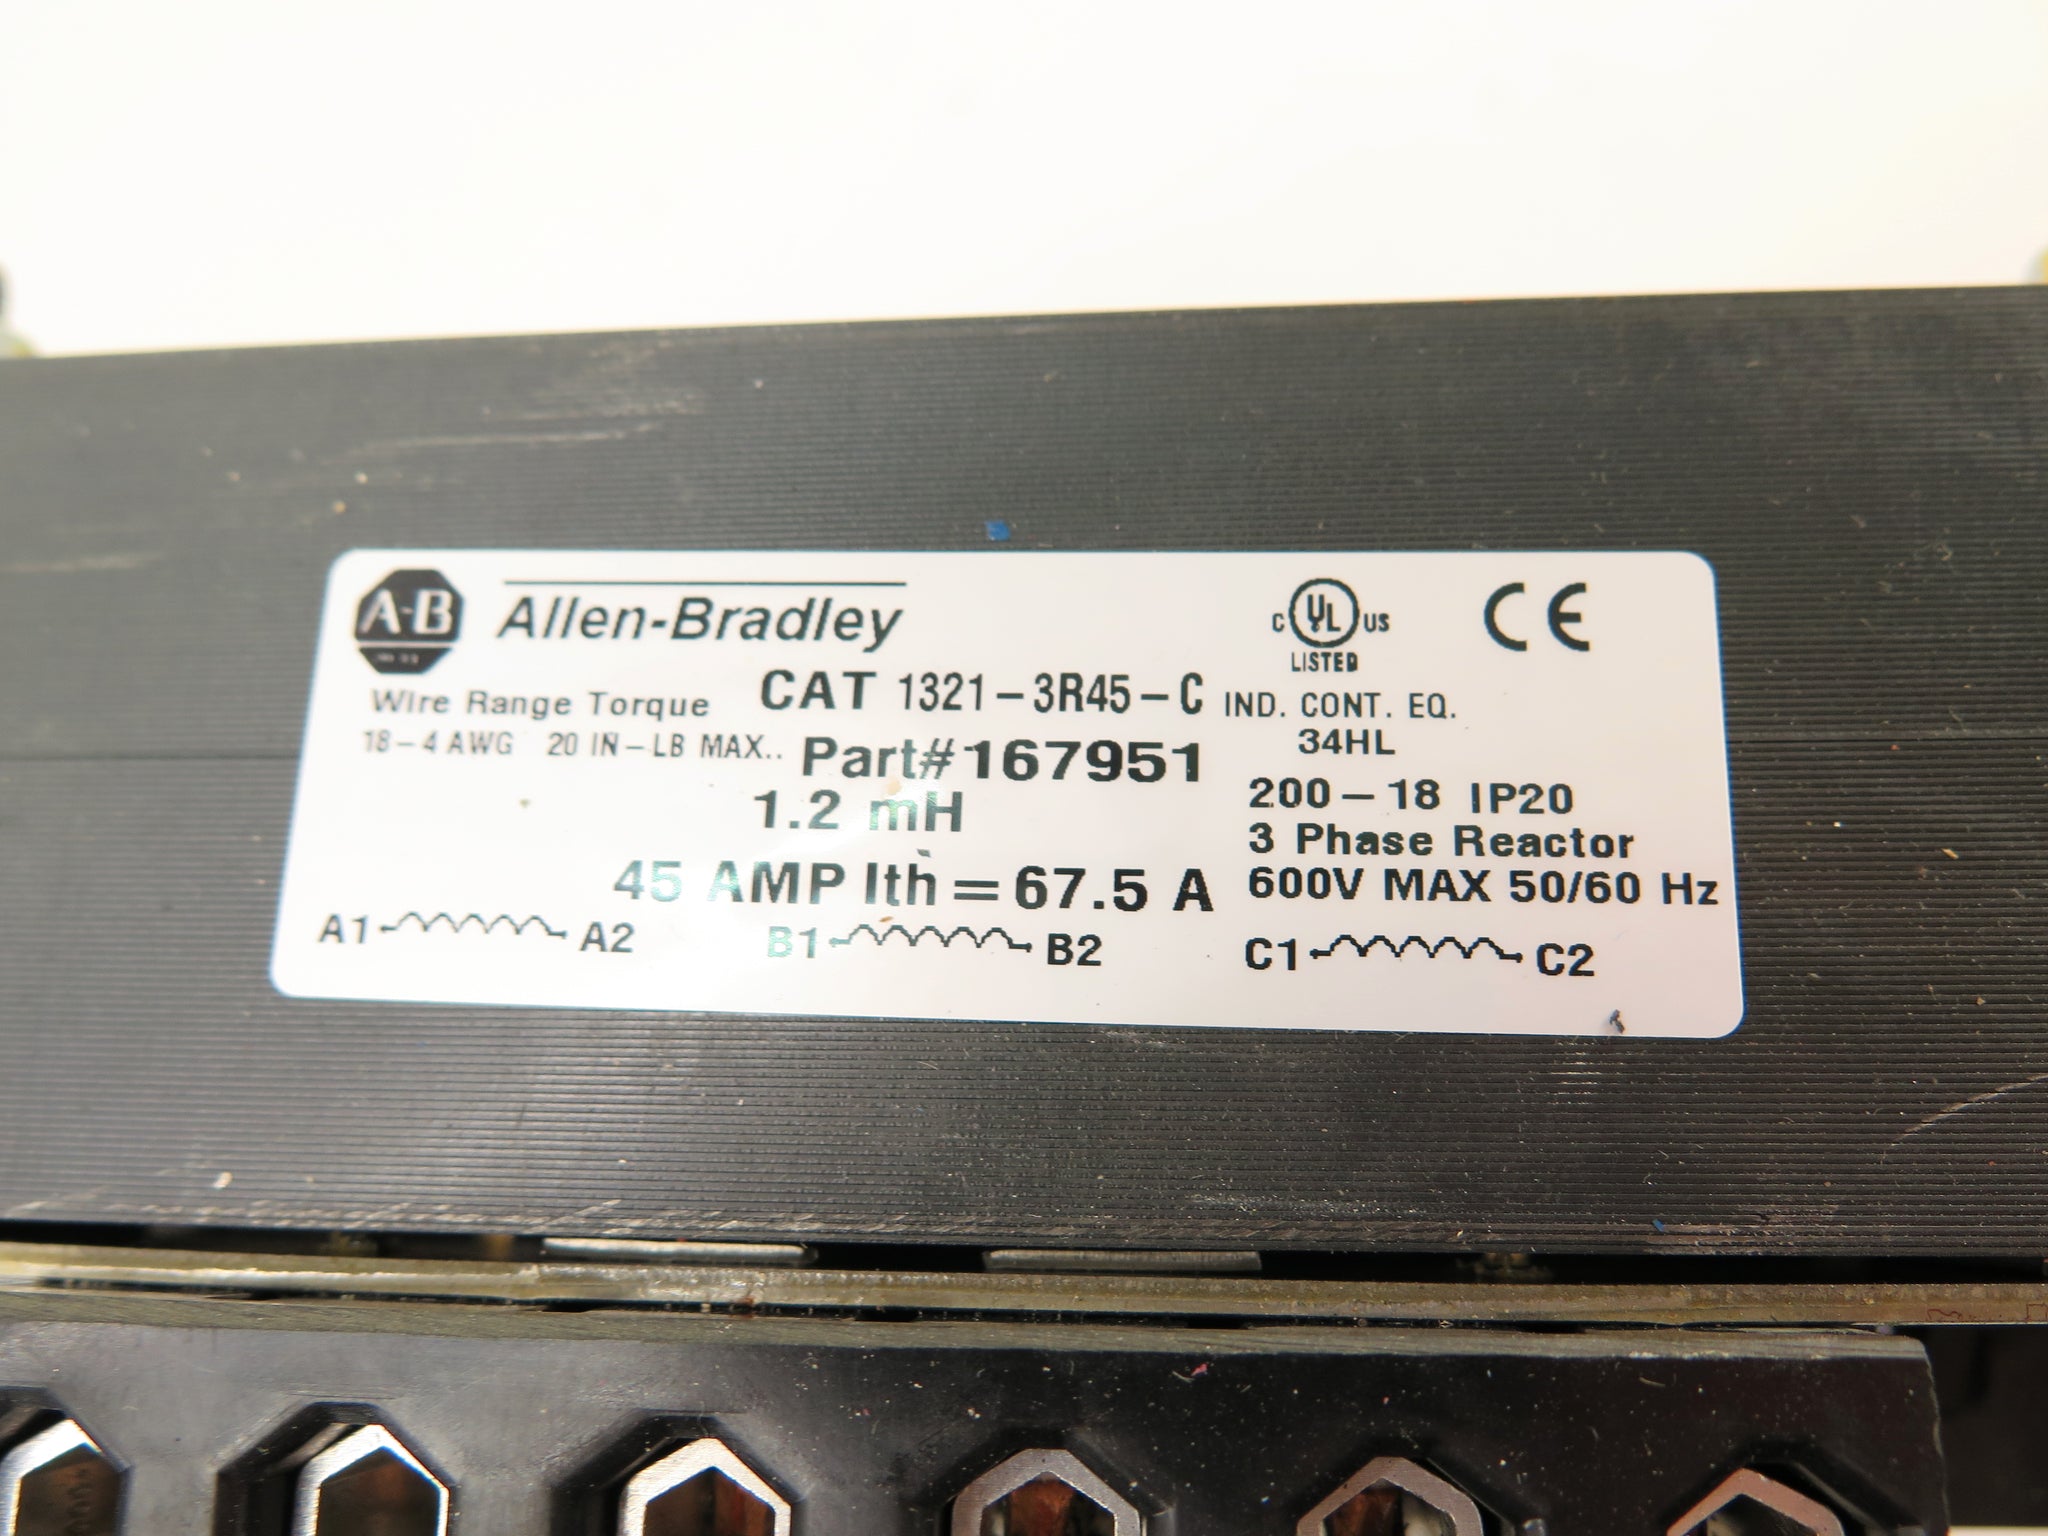 A-B
Allen-Bradley
C UL US
LISTED
CE
Wire Range Torque
18-4 AWG 20 IN-LB MAX..
CAT 1321-3R45-C
Part#167951
1.2 mH
45 AMP Ith = 67.5 A
IND. CONT. EQ.
34HL
200-18 IP20
3 Phase Reactor
600V MAX 50/60 Hz
A1 A2 B1 B2 C1 C2